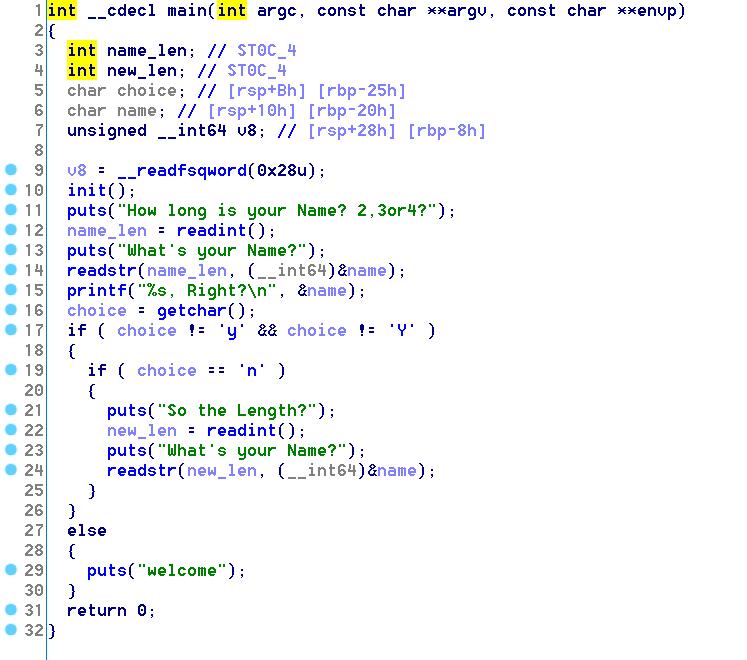 1 int __cdecl main(int argc, const char **argv, const char **envp)
2 {
3   int name_len; // ST0C_4
4   int new_len; // ST0C_4
5   char choice; // [rsp+Bh] [rbp-25h]
6   char name; // [rsp+10h] [rbp-20h]
7   unsigned __int64 v8; // [rsp+28h] [rbp-8h]
8
9   v8 = __readfsqword(0x28u);
10   init();
11   puts("How long is your Name? 2,3or4?");
12   name_len = readint();
13   puts("What's your Name?");
14   readstr(name_len, (__int64)&name);
15   printf("%s, Right?\n", &name);
16   choice = getchar();
17   if ( choice != 'y' && choice != 'Y' )
18   {
19     if ( choice == 'n' )
20     {
21       puts("So the Length?");
22       new_len = readint();
23       puts("What's your Name?");
24       readstr(new_len, (__int64)&name);
25     }
26   }
27   else
28   {
29     puts("welcome");
30   }
31   return 0;
32 }